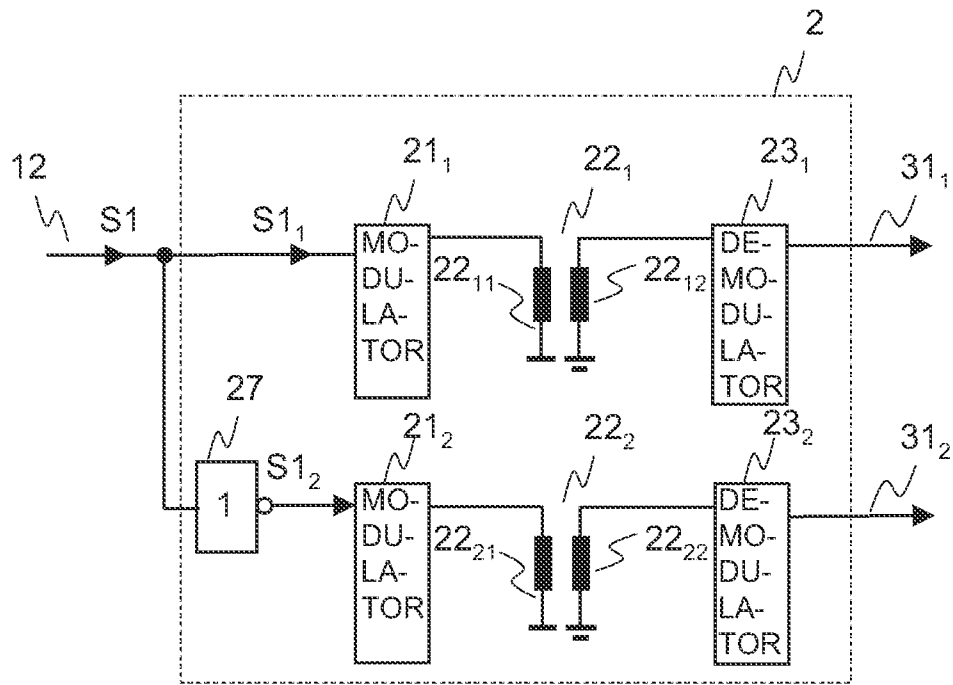 2
12
S1
S1₁
21₁
22₁
23₁
31₁
MO-
DU-
LA-
TOR
22₁₁
22₁₂
DE-
MO-
DU-
LA-
TOR
27
1
S1₂
21₂
22₂
23₂
31₂
MO-
DU-
LA-
TOR
22₂₁
22₂₂
DE-
MO-
DU-
LA-
TOR